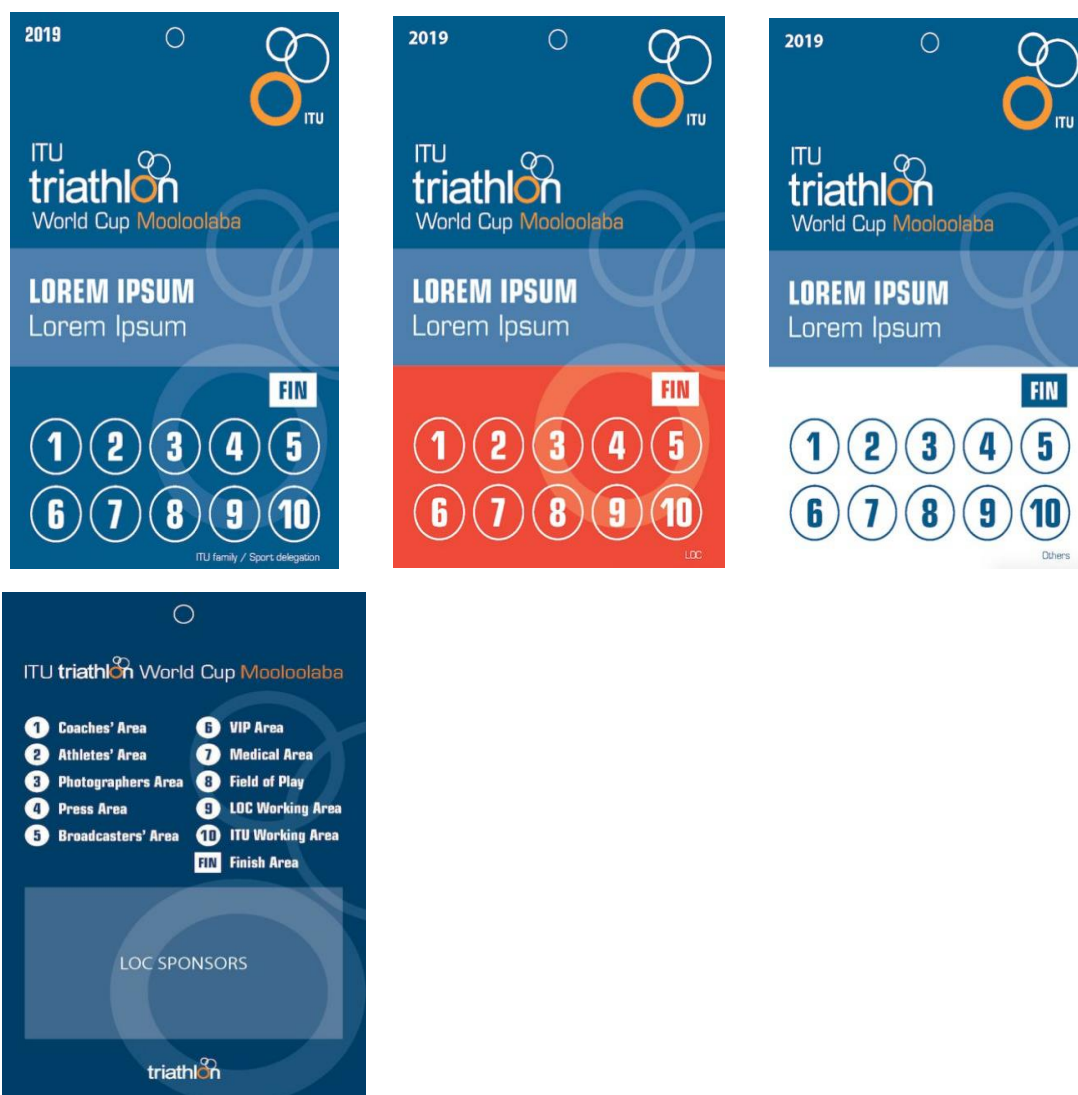 2019
ITU
ITU
triathlon
World Cup Mooloolaba
LOREM IPSUM
Lorem Ipsum
FIN
1 2 3 4 5
6 7 8 9 10
ITU family / Sport delegation
2019
ITU
ITU
triathlon
World Cup Mooloolaba
LOREM IPSUM
Lorem Ipsum
FIN
1 2 3 4 5
6 7 8 9 10
LOC
2019
ITU
ITU
triathlon
World Cup Mooloolaba
LOREM IPSUM
Lorem Ipsum
FIN
1 2 3 4 5
6 7 8 9 10
Others
ITU triathlon World Cup Mooloolaba
1 Coaches' Area
2 Athletes' Area
3 Photographers Area
4 Press Area
5 Broadcasters' Area
6 VIP Area
7 Medical Area
8 Field of Play
9 LOC Working Area
10 ITU Working Area
FIN Finish Area
LOC SPONSORS
triathlon